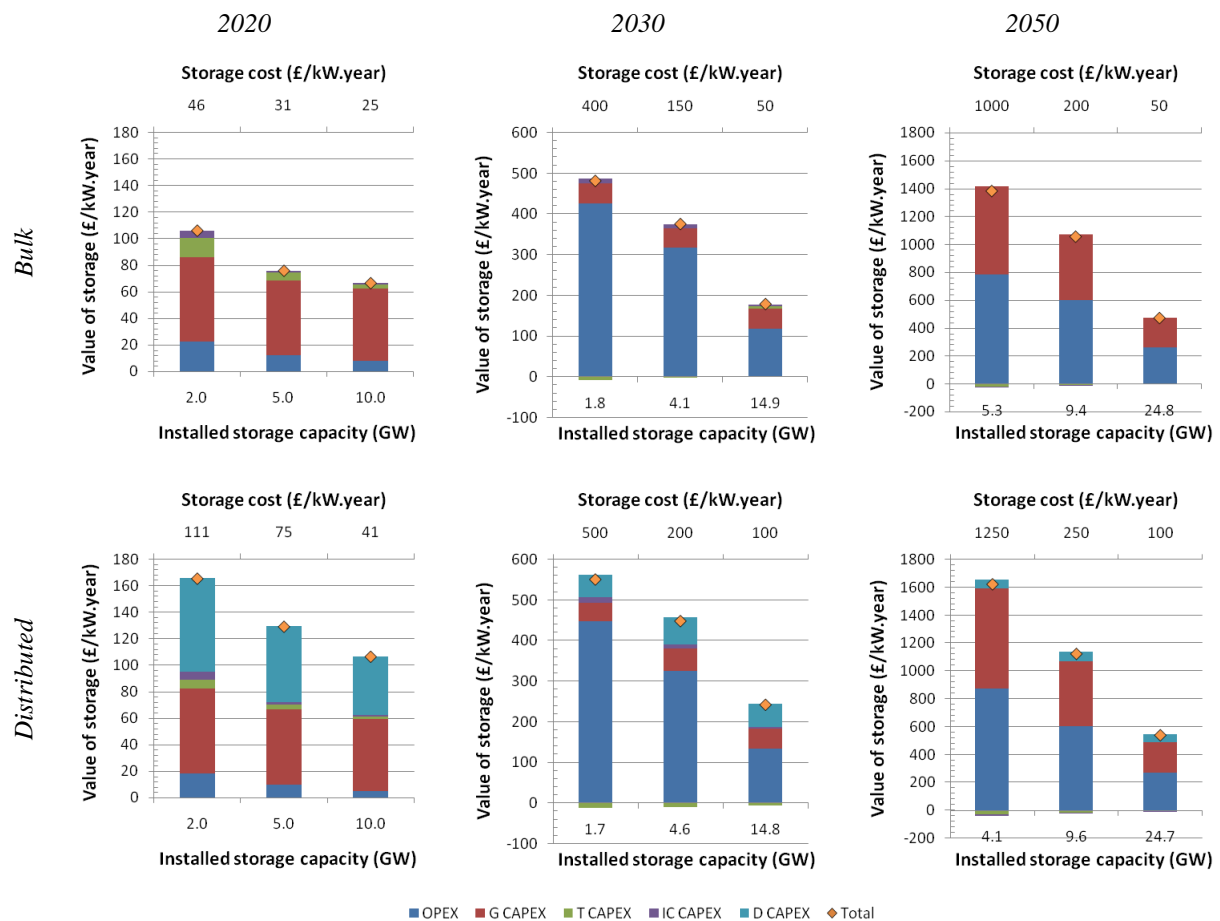 2020 2030 2050
Bulk
Storage cost (£/kW.year)
46 31 25
Value of storage (£/kW.year)
180
160
140
120
100
80
60
40
20
0
2.0 5.0 10.0
Installed storage capacity (GW)
Storage cost (£/kW.year)
400 150 50
Value of storage (£/kW.year)
600
500
400
300
200
100
0
-100
1.8 4.1 14.9
Installed storage capacity (GW)
Storage cost (£/kW.year)
1000 200 50
Value of storage (£/kW.year)
1800
1600
1400
1200
1000
800
600
400
200
0
-200
5.3 9.4 24.8
Installed storage capacity (GW)
Distributed
Storage cost (£/kW.year)
111 75 41
Value of storage (£/kW.year)
180
160
140
120
100
80
60
40
20
0
2.0 5.0 10.0
Installed storage capacity (GW)
Storage cost (£/kW.year)
500 200 100
Value of storage (£/kW.year)
600
500
400
300
200
100
0
-100
1.7 4.6 14.8
Installed storage capacity (GW)
Storage cost (£/kW.year)
1250 250 100
Value of storage (£/kW.year)
1800
1600
1400
1200
1000
800
600
400
200
0
-200
4.1 9.6 24.7
Installed storage capacity (GW)
OPEX G CAPEX T CAPEX IC CAPEX D CAPEX Total